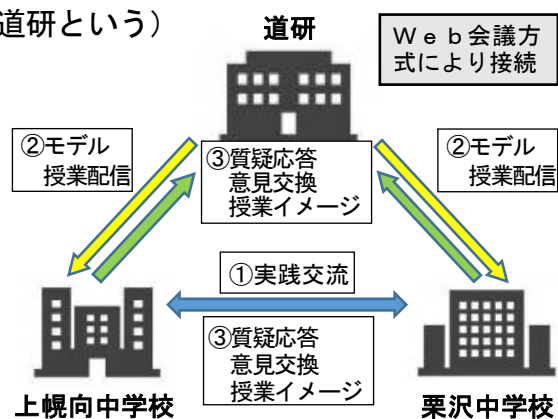 道研という）
道研
Ｗｅｂ会議方
式により接続
②モデル
授業配信
③質疑応答
意見交換
授業イメージ
②モデル
授業配信
①実践交流
③質疑応答
意見交換
授業イメージ
上幌向中学校
栗沢中学校